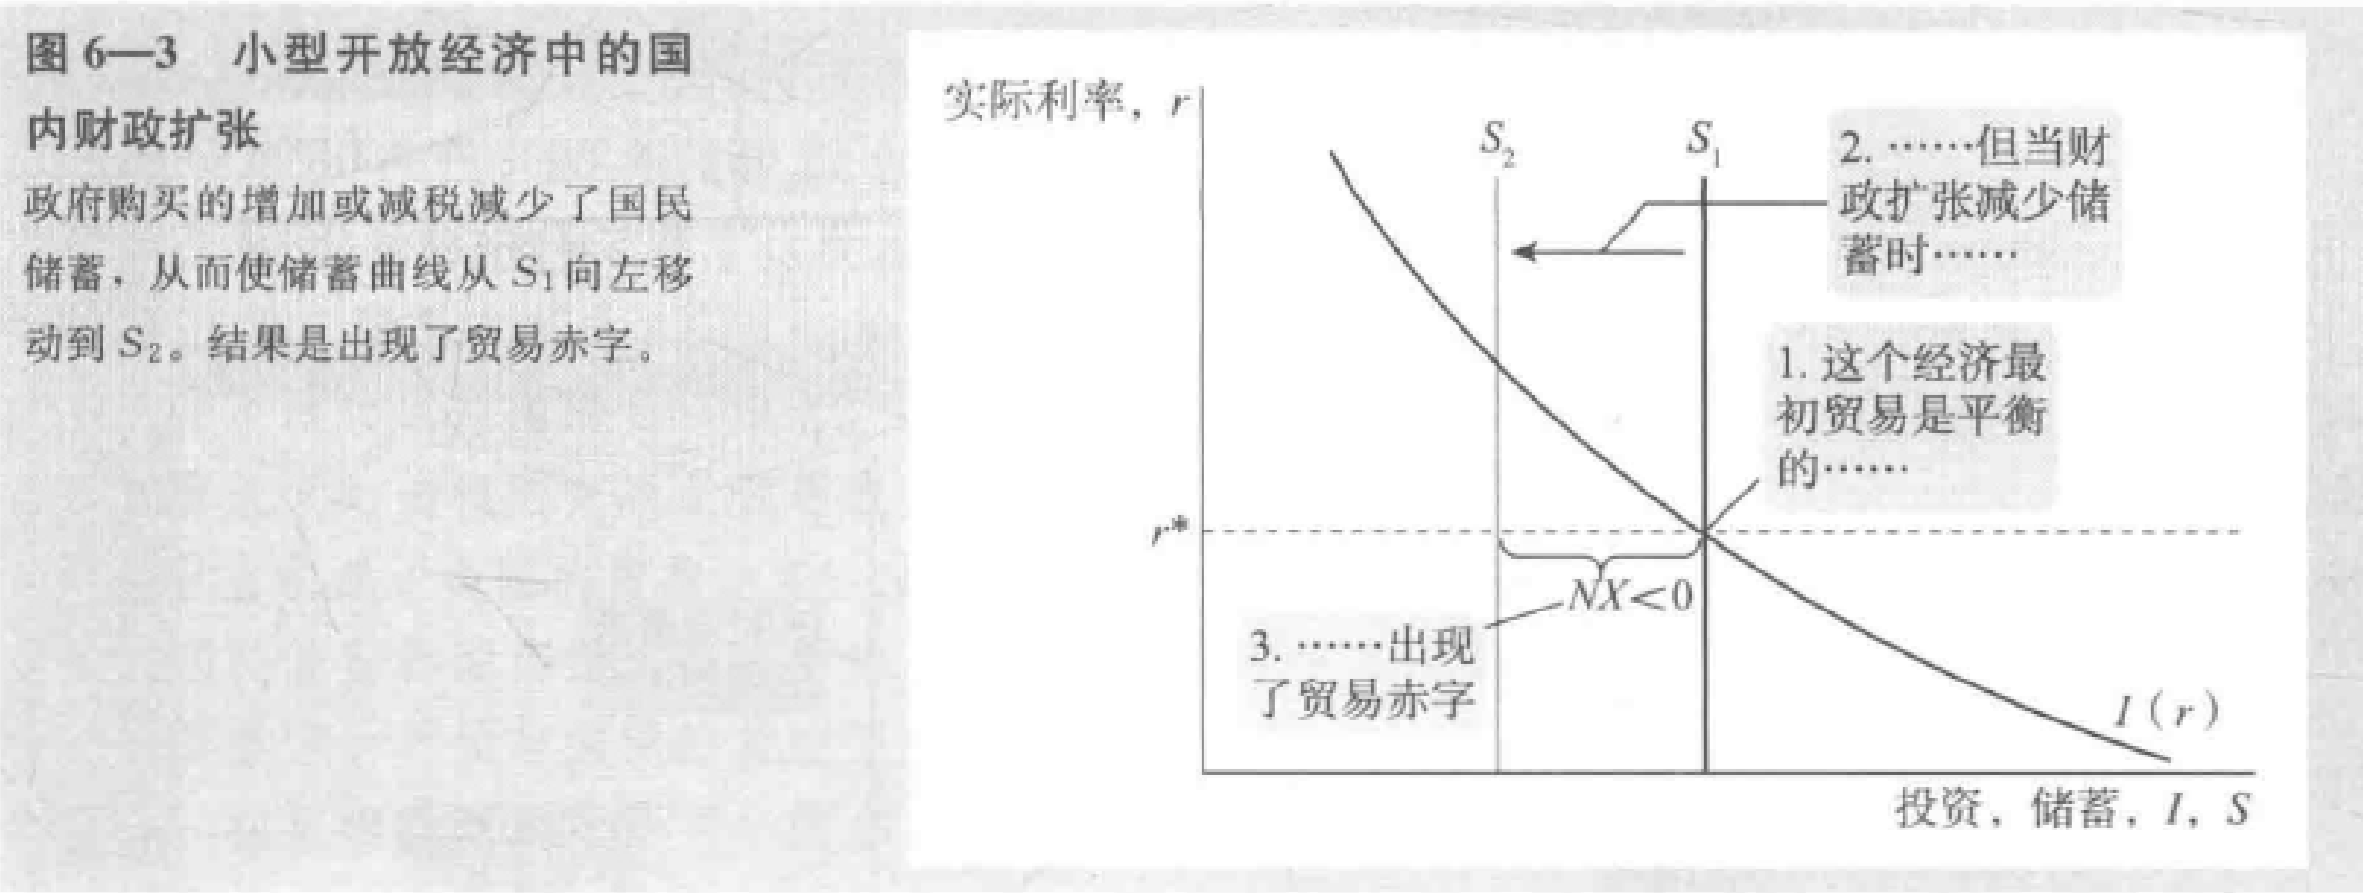 图 6—3 小型开放经济中的国
内财政扩张
政府购买的增加或减税减少了国民
储蓄，从而使储蓄曲线从 S₁ 向左移
动到 S₂。结果是出现了贸易赤字。
实际利率，r
S₂
S₁
2. ……但当财
政扩张减少储
蓄时……
1. 这个经济最
初贸易是平衡
的……
r*
NX<0
3. ……出现
了贸易赤字
I（r）
投资，储蓄，I，S